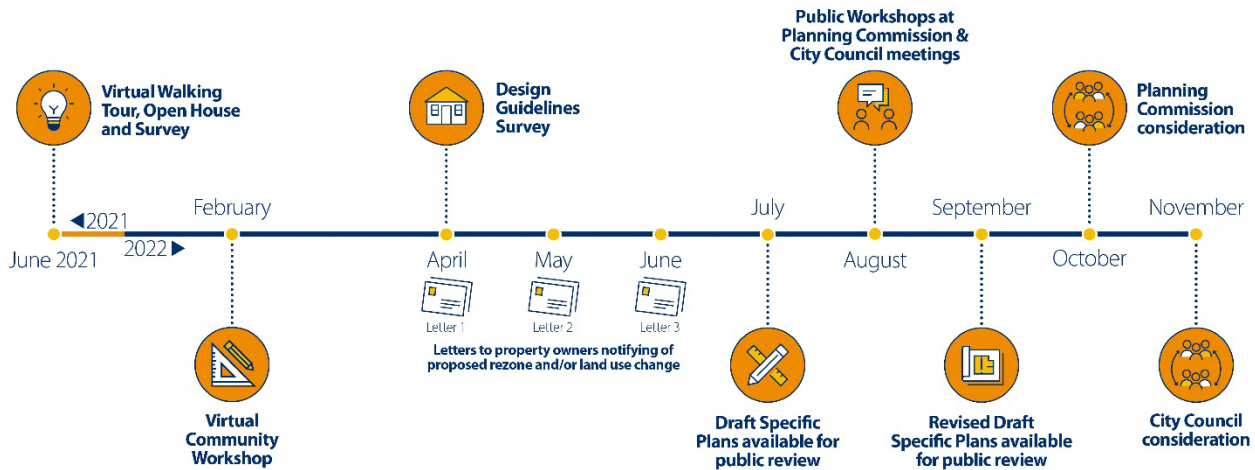 Virtual Walking
Tour, Open House
and Survey
Design
Guidelines
Survey
Public Workshops at
Planning Commission &
City Council meetings
Planning
Commission
consideration
◀2021
2022▶
June 2021
February
April
May
June
July
August
September
October
November
Letter 1
Letter 2
Letter 3
Letters to property owners notifying of
proposed rezone and/or land use change
Virtual
Community
Workshop
Draft Specific
Plans available for
public review
Revised Draft
Specific Plans available
for public review
City Council
consideration